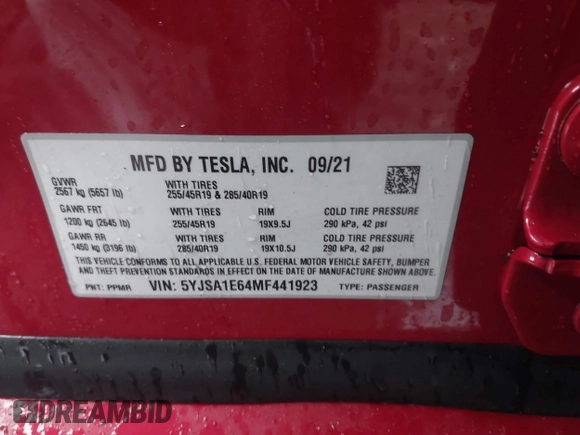 MFD BY TESLA, INC. 09/21
GVWR
2567 kg (5657 lb)
WITH TIRES
255/45R19 & 285/40R19
GAWR FRT
1200 kg (2645 lb)
WITH TIRES
255/45R19
RIM
19X9.5J
COLD TIRE PRESSURE
290 kPa, 42 psi
GAWR RR
1450 kg (3196 lb)
WITH TIRES
285/40R19
RIM
19X10.5J
COLD TIRE PRESSURE
290 kPa, 42 psi
THIS VEHICLE CONFORMS TO ALL APPLICABLE U.S. FEDERAL MOTOR VEHICLE SAFETY, BUMPER
AND THEFT PREVENTION STANDARDS IN EFFECT ON THE DATE OF MANUFACTURE SHOWN ABOVE.
PNT: PPMR VIN: 5YJSA1E64MF441923 TYPE: PASSENGER
DREAMBID